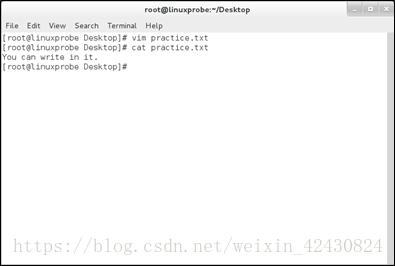 root@linuxprobe:~/Desktop
File Edit View Search Terminal Help
[root@linuxprobe Desktop]# vim practice.txt
[root@linuxprobe Desktop]# cat practice.txt
You can write in it.
[root@linuxprobe Desktop]#
https://blog.csdn.net/weixin_42430824